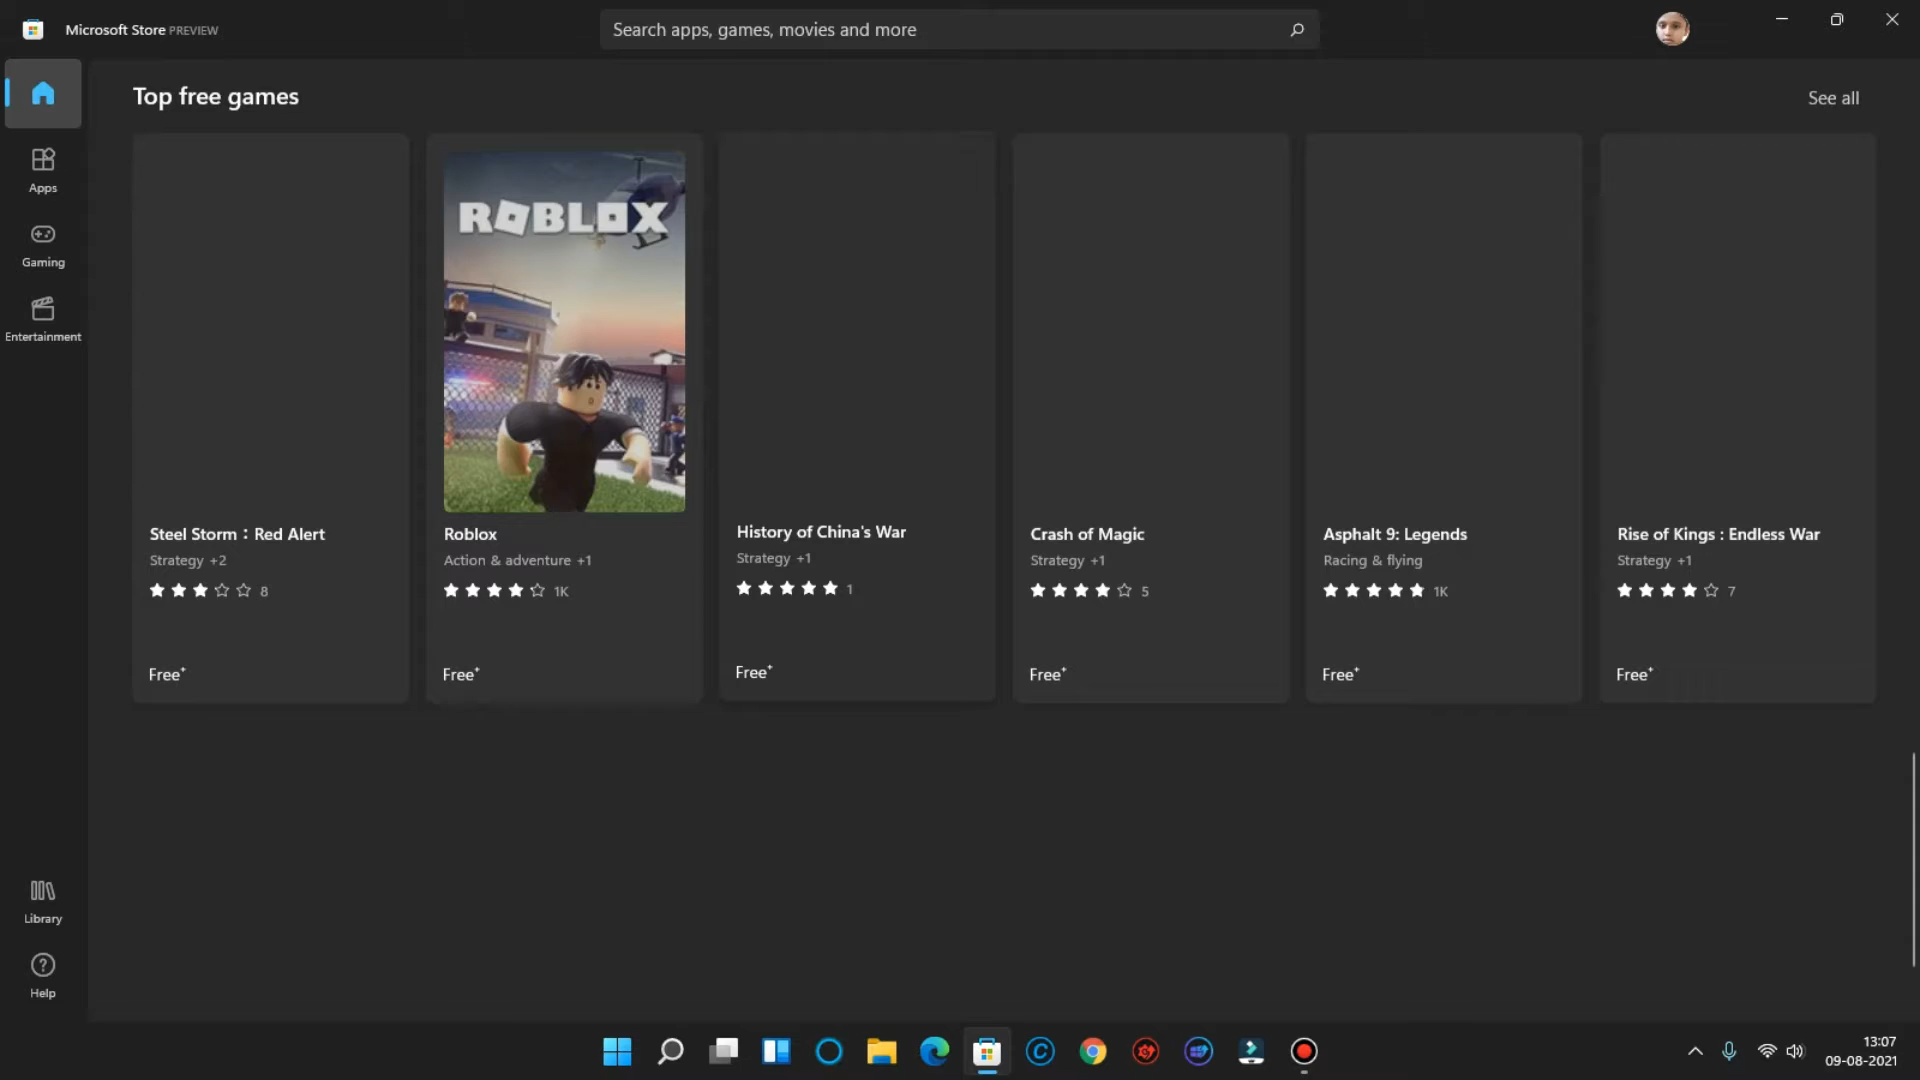 Microsoft Store PREVIEW
Search apps, games, movies and more
Top free games
See all
Apps
Gaming
Entertainment
Library
Help
ROBLOX
Steel Storm：Red Alert
Strategy +2
8
Free+
Roblox
Action & adventure +1
1K
Free+
History of China's War
Strategy +1
1
Free+
Crash of Magic
Strategy +1
5
Free+
Asphalt 9: Legends
Racing & flying
1K
Free+
Rise of Kings : Endless War
Strategy +1
7
Free+
13:07
09-08-2021